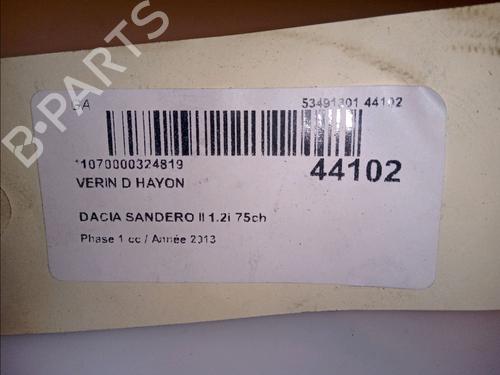 B-PARTS
53491301 44102
*1070000324819
44102
VERIN D HAYON
DACIA SANDERO II 1.2i 75ch
Phase 1 cc / Année 2013